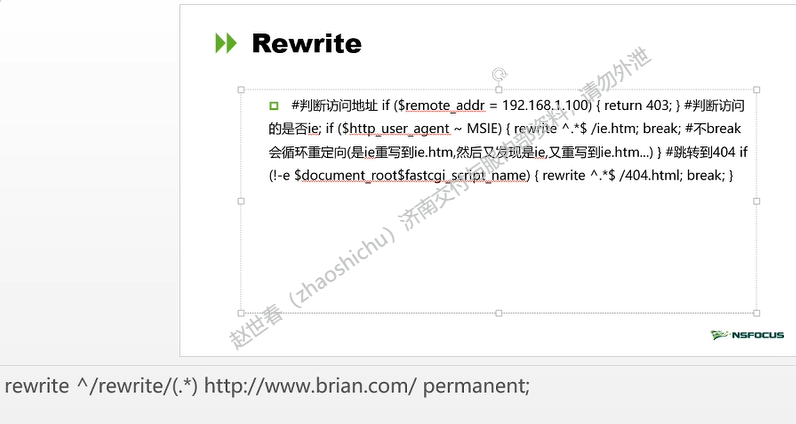 Rewrite
#判断访问地址 if ($remote_addr = 192.168.1.100) { return 403; } #判断访问
的是否ie; if ($http_user_agent ~ MSIE) { rewrite ^.*$ /ie.htm; break; #不break
会循环重定向(是ie重写到ie.htm,然后又发现是ie,又重写到ie.htm...) } #跳转到404 if
(!-e $document_root$fastcgi_script_name) { rewrite ^.*$ /404.html; break; }
赵世春（zhaoshichu）济南交付与服内部资料，请勿外泄
NSFOCUS
rewrite ^/rewrite/(.*) http://www.brian.com/ permanent;